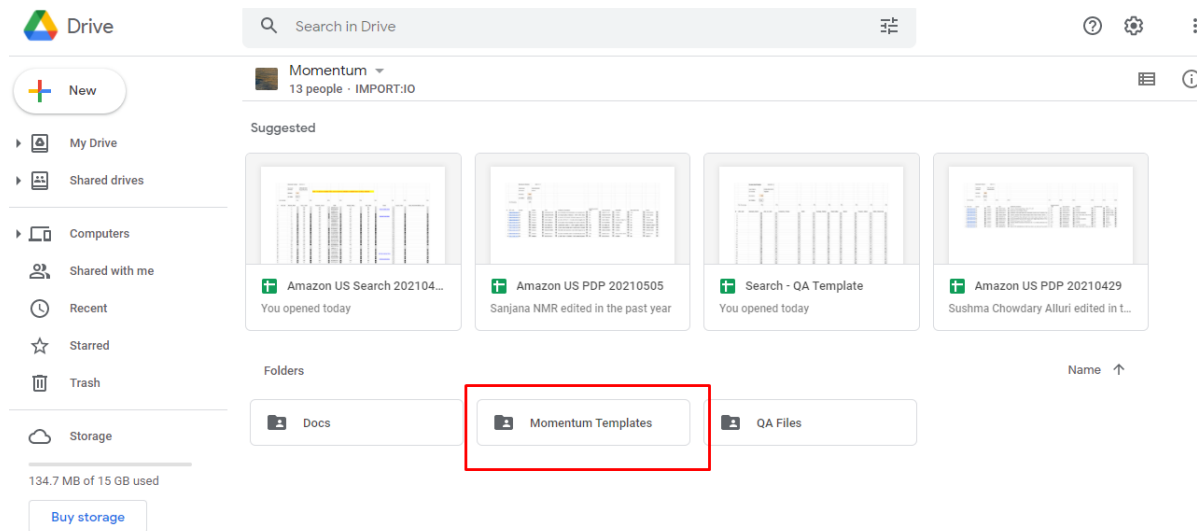 Drive
Search in Drive
New
Momentum
13 people · IMPORT:IO
My Drive
Shared drives
Computers
Shared with me
Recent
Starred
Trash
Storage
134.7 MB of 15 GB used
Buy storage
Suggested
Amazon US Search 202104...
You opened today
Amazon US PDP 20210505
Sanjana NMR edited in the past year
Search - QA Template
You opened today
Amazon US PDP 20210429
Sushma Chowdary Alluri edited in t...
Folders
Name
Docs
Momentum Templates
QA Files